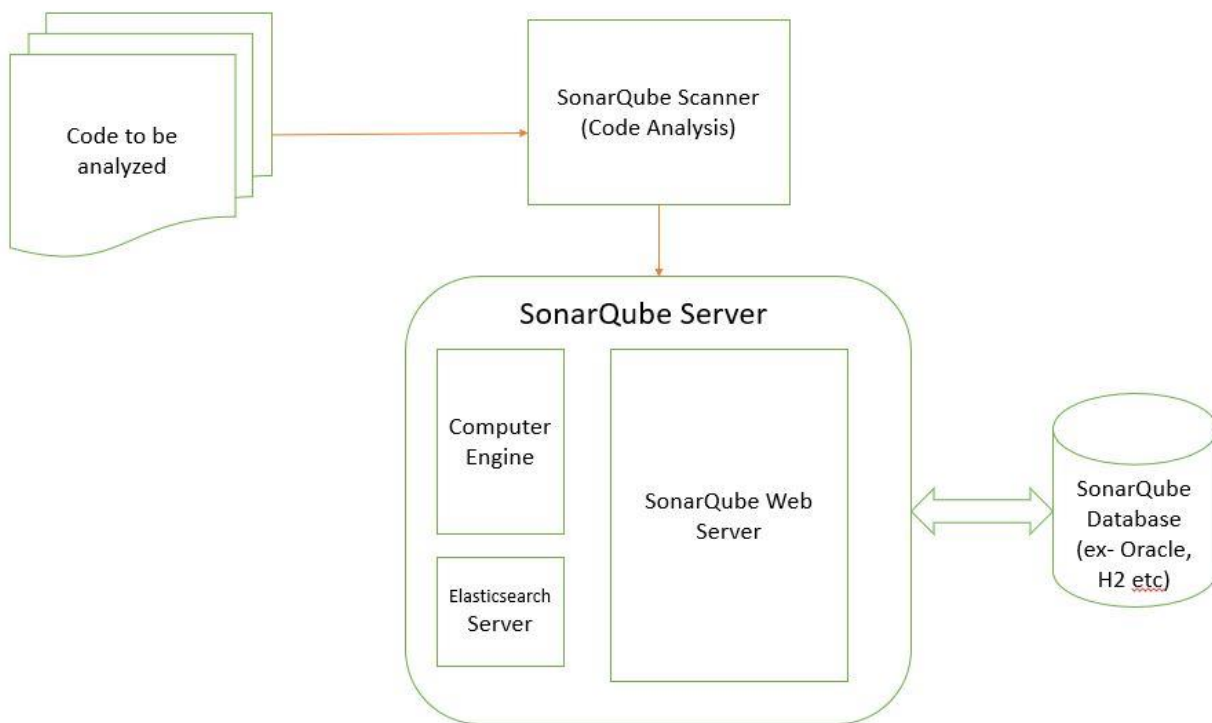 Code to be
analyzed
SonarQube Scanner
(Code Analysis)
SonarQube Server
Computer
Engine
Elasticsearch
Server
SonarQube Web
Server
SonarQube
Database
(ex- Oracle,
H2 etc)